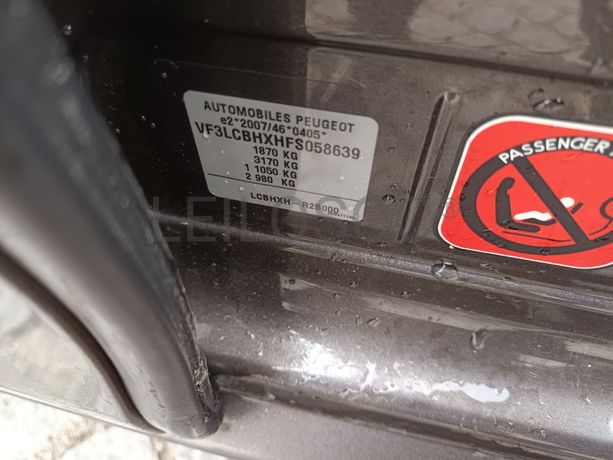 AUTOMOBILES PEUGEOT
e2*2007/46*0405*
VF3LCBHXHFS058639
1870 KG
3170 KG
1 1050 KG
2 980 KG
LCBHXH - R2B000
PASSENGER